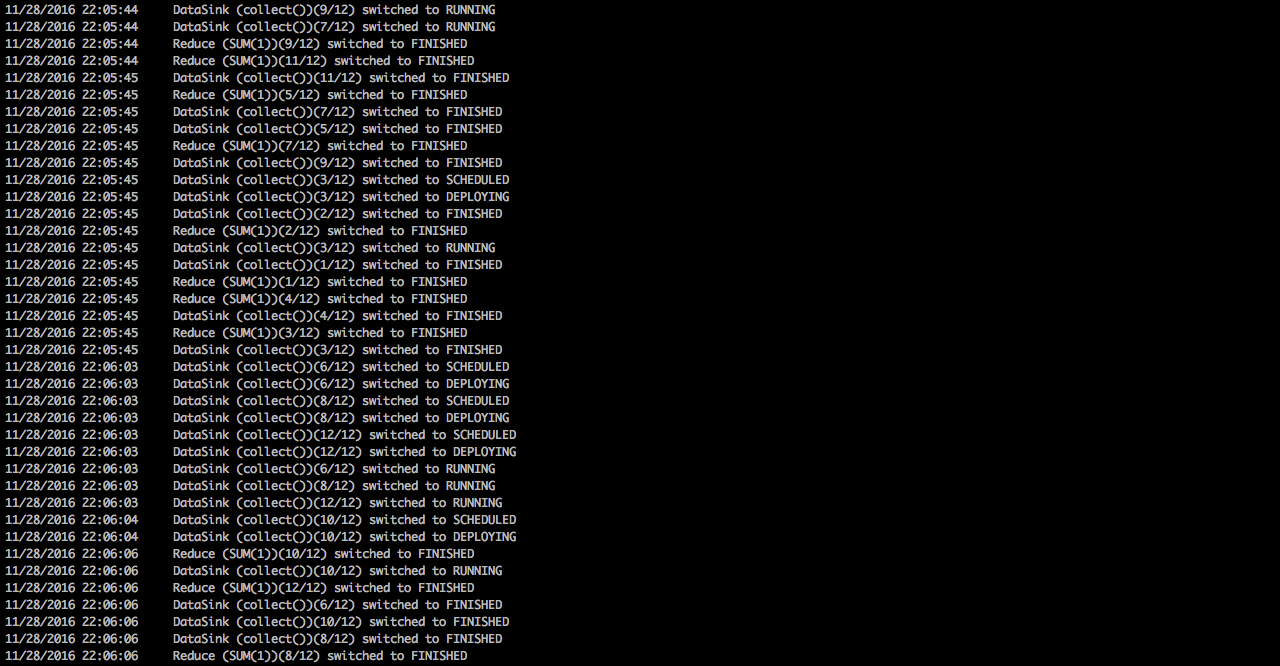 11/28/2016 22:05:44 DataSink (collect())(9/12) switched to RUNNING
11/28/2016 22:05:44 DataSink (collect())(7/12) switched to RUNNING
11/28/2016 22:05:44 Reduce (SUM(1))(9/12) switched to FINISHED
11/28/2016 22:05:44 Reduce (SUM(1))(11/12) switched to FINISHED
11/28/2016 22:05:45 DataSink (collect())(11/12) switched to FINISHED
11/28/2016 22:05:45 Reduce (SUM(1))(5/12) switched to FINISHED
11/28/2016 22:05:45 DataSink (collect())(7/12) switched to FINISHED
11/28/2016 22:05:45 DataSink (collect())(5/12) switched to FINISHED
11/28/2016 22:05:45 Reduce (SUM(1))(7/12) switched to FINISHED
11/28/2016 22:05:45 DataSink (collect())(9/12) switched to FINISHED
11/28/2016 22:05:45 DataSink (collect())(3/12) switched to SCHEDULED
11/28/2016 22:05:45 DataSink (collect())(3/12) switched to DEPLOYING
11/28/2016 22:05:45 DataSink (collect())(2/12) switched to FINISHED
11/28/2016 22:05:45 Reduce (SUM(1))(2/12) switched to FINISHED
11/28/2016 22:05:45 DataSink (collect())(3/12) switched to RUNNING
11/28/2016 22:05:45 DataSink (collect())(1/12) switched to FINISHED
11/28/2016 22:05:45 Reduce (SUM(1))(1/12) switched to FINISHED
11/28/2016 22:05:45 Reduce (SUM(1))(4/12) switched to FINISHED
11/28/2016 22:05:45 DataSink (collect())(4/12) switched to FINISHED
11/28/2016 22:05:45 Reduce (SUM(1))(3/12) switched to FINISHED
11/28/2016 22:05:45 DataSink (collect())(3/12) switched to FINISHED
11/28/2016 22:06:03 DataSink (collect())(6/12) switched to SCHEDULED
11/28/2016 22:06:03 DataSink (collect())(6/12) switched to DEPLOYING
11/28/2016 22:06:03 DataSink (collect())(8/12) switched to SCHEDULED
11/28/2016 22:06:03 DataSink (collect())(8/12) switched to DEPLOYING
11/28/2016 22:06:03 DataSink (collect())(12/12) switched to SCHEDULED
11/28/2016 22:06:03 DataSink (collect())(12/12) switched to DEPLOYING
11/28/2016 22:06:03 DataSink (collect())(6/12) switched to RUNNING
11/28/2016 22:06:03 DataSink (collect())(8/12) switched to RUNNING
11/28/2016 22:06:03 DataSink (collect())(12/12) switched to RUNNING
11/28/2016 22:06:04 DataSink (collect())(10/12) switched to SCHEDULED
11/28/2016 22:06:04 DataSink (collect())(10/12) switched to DEPLOYING
11/28/2016 22:06:06 Reduce (SUM(1))(10/12) switched to FINISHED
11/28/2016 22:06:06 DataSink (collect())(10/12) switched to RUNNING
11/28/2016 22:06:06 Reduce (SUM(1))(12/12) switched to FINISHED
11/28/2016 22:06:06 DataSink (collect())(6/12) switched to FINISHED
11/28/2016 22:06:06 DataSink (collect())(10/12) switched to FINISHED
11/28/2016 22:06:06 DataSink (collect())(8/12) switched to FINISHED
11/28/2016 22:06:06 Reduce (SUM(1))(8/12) switched to FINISHED